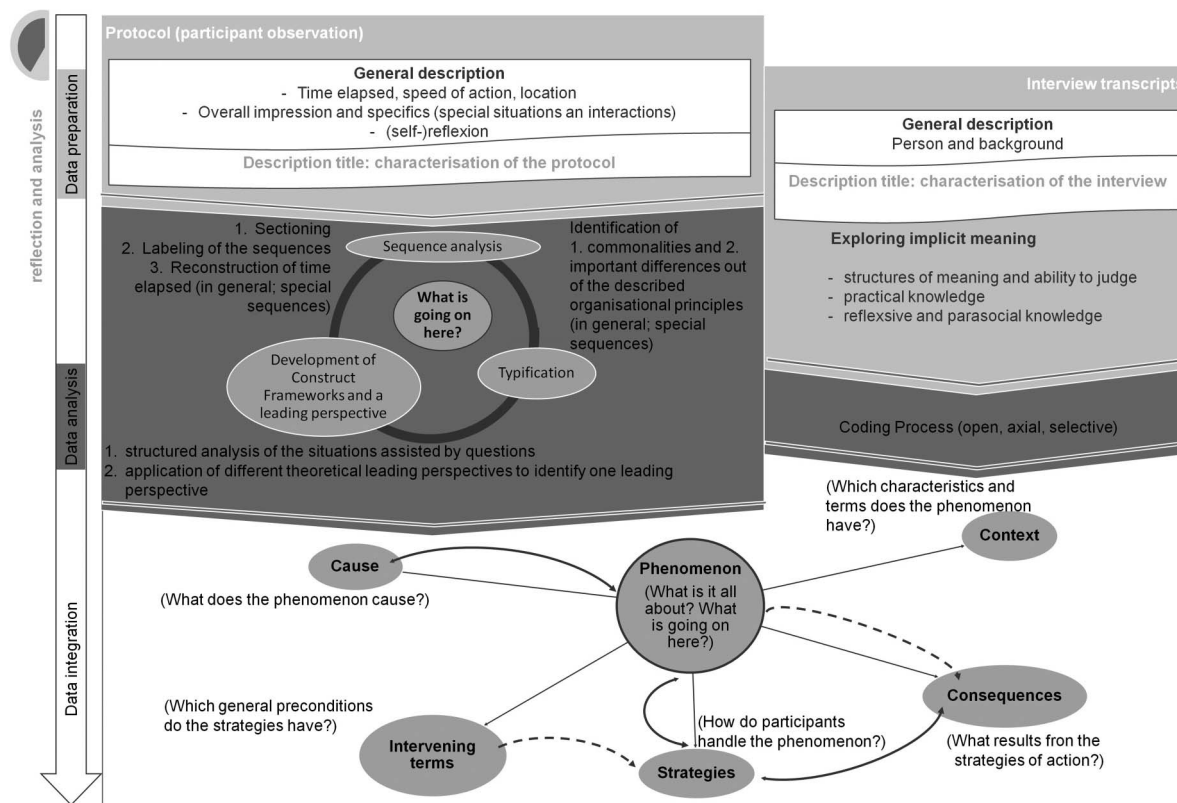 reflection and analysis
Data preparation
Data analysis
Data integration
Protocol (participant observation)
General description
- Time elapsed, speed of action, location
- Overall impression and specifics (special situations an interactions)
- (self-)reflexion
Description title: characterisation of the protocol
Interview transcripts
General description
Person and background
Description title: characterisation of the interview
Exploring implicit meaning
- structures of meaning and ability to judge
- practical knowledge
- reflexsive and parasocial knowledge
1. Sectioning
2. Labeling of the sequences
3. Reconstruction of time
elapsed (in general; special
sequences)
Sequence analysis
What is
going on
here?
Identification of
1. commonalities and 2.
important differences out
of the described
organisational principles
(in general; special
sequences)
Development of
Construct
Frameworks and a
leading perspective
Typification
1. structured analysis of the situations assisted by questions
2. application of different theoretical leading perspectives to identify one leading
perspective
Coding Process (open, axial, selective)
(Which characteristics and
terms does the phenomenon
have?)
Context
Cause
(What does the phenomenon cause?)
Phenomenon
(What is it all
about? What
is going on
here?)
(Which general preconditions
do the strategies have?)
Intervening
terms
(How do participants
handle the phenomenon?)
Strategies
Consequences
(What results fron the
strategies of action?)